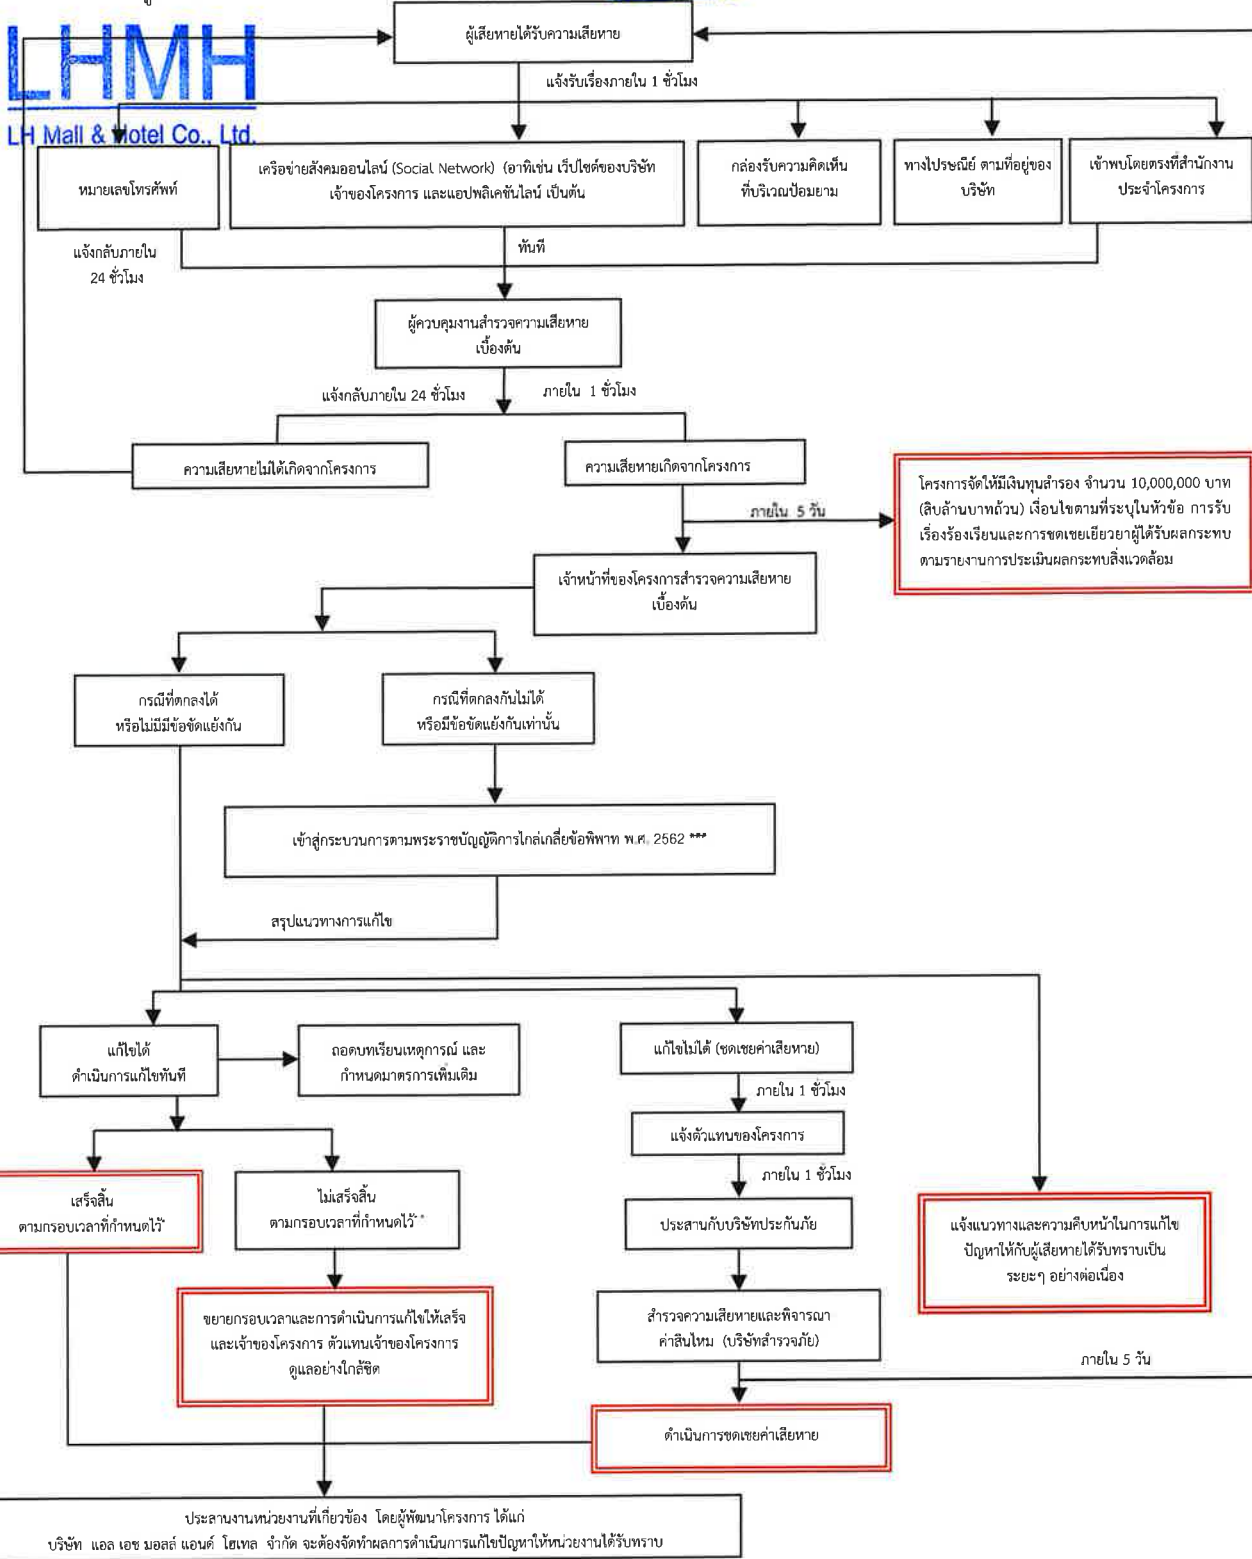 LHMH
LH Mall & Hotel Co., Ltd.
ผู้เสียหายได้รับความเสียหาย
แจ้งรับเรื่องภายใน 1 ชั่วโมง
หมายเลขโทรศัพท์
เครือข่ายสังคมออนไลน์ (Social Network) (อาทิเช่น เว็บไซต์ของบริษัท
เจ้าของโครงการ และแอปพลิเคชันไลน์ เป็นต้น
กล่องรับความคิดเห็น
ที่บริเวณป้อมยาม
ทางไปรษณีย์ ตามที่อยู่ของ
บริษัท
เข้าพบโดยตรงที่สำนักงาน
ประจำโครงการ
แจ้งกลับภายใน
24 ชั่วโมง
ทันที
ผู้ควบคุมงานสำรวจความเสียหาย
เบื้องต้น
แจ้งกลับภายใน 24 ชั่วโมง
ภายใน 1 ชั่วโมง
ความเสียหายไม่ได้เกิดจากโครงการ
ความเสียหายเกิดจากโครงการ
ภายใน 5 วัน
โครงการจัดให้มีเงินทุนสำรอง จำนวน 10,000,000 บาท
(สิบล้านบาทถ้วน) เงื่อนไขตามที่ระบุในหัวข้อ การรับ
เรื่องร้องเรียนและการชดเชยเยียวยาผู้ได้รับผลกระทบ
ตามรายงานการประเมินผลกระทบสิ่งแวดล้อม
เจ้าหน้าที่ของโครงการสำรวจความเสียหาย
เบื้องต้น
กรณีที่ตกลงได้
หรือไม่มีมีข้อขัดแย้งกัน
กรณีที่ตกลงกันไม่ได้
หรือมีข้อขัดแย้งกันเท่านั้น
เข้าสู่กระบวนการตามพระราชบัญญัติการไกล่เกลี่ยข้อพิพาท พ.ศ. 2562 ***
สรุปแนวทางการแก้ไข
แก้ไขได้
ดำเนินการแก้ไขทันที
ถอดบทเรียนเหตุการณ์ และ
กำหนดมาตรการเพิ่มเติม
แก้ไขไม่ได้ (ชดเชยค่าเสียหาย)
ภายใน 1 ชั่วโมง
แจ้งตัวแทนของโครงการ
ภายใน 1 ชั่วโมง
เสร็จสิ้น
ตามกรอบเวลาที่กำหนดไว้*
ไม่เสร็จสิ้น
ตามกรอบเวลาที่กำหนดไว้**
ประสานกับบริษัทประกันภัย
แจ้งแนวทางและความคืบหน้าในการแก้ไข
ปัญหาให้กับผู้เสียหายได้รับทราบเป็น
ระยะๆ อย่างต่อเนื่อง
ขยายกรอบเวลาและการดำเนินการแก้ไขให้เสร็จ
และเจ้าของโครงการ ตัวแทนเจ้าของโครงการ
ดูแลอย่างใกล้ชิด
สำรวจความเสียหายและพิจารณา
ค่าสินไหม (บริษัทสำรวจภัย)
ภายใน 5 วัน
ดำเนินการชดเชยค่าเสียหาย
ประสานงานหน่วยงานที่เกี่ยวข้อง โดยผู้พัฒนาโครงการ ได้แก่
บริษัท แอล เอช มอลล์ แอนด์ โฮเทล จำกัด จะต้องจัดทำผลการดำเนินการแก้ไขปัญหาให้หน่วยงานได้รับทราบ